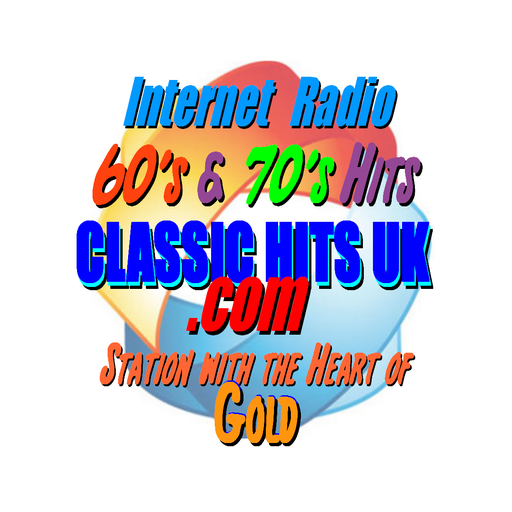 Internet Radio
60's & 70's Hits
CLASSIC HITS UK
.com
Station with the Heart of
Gold